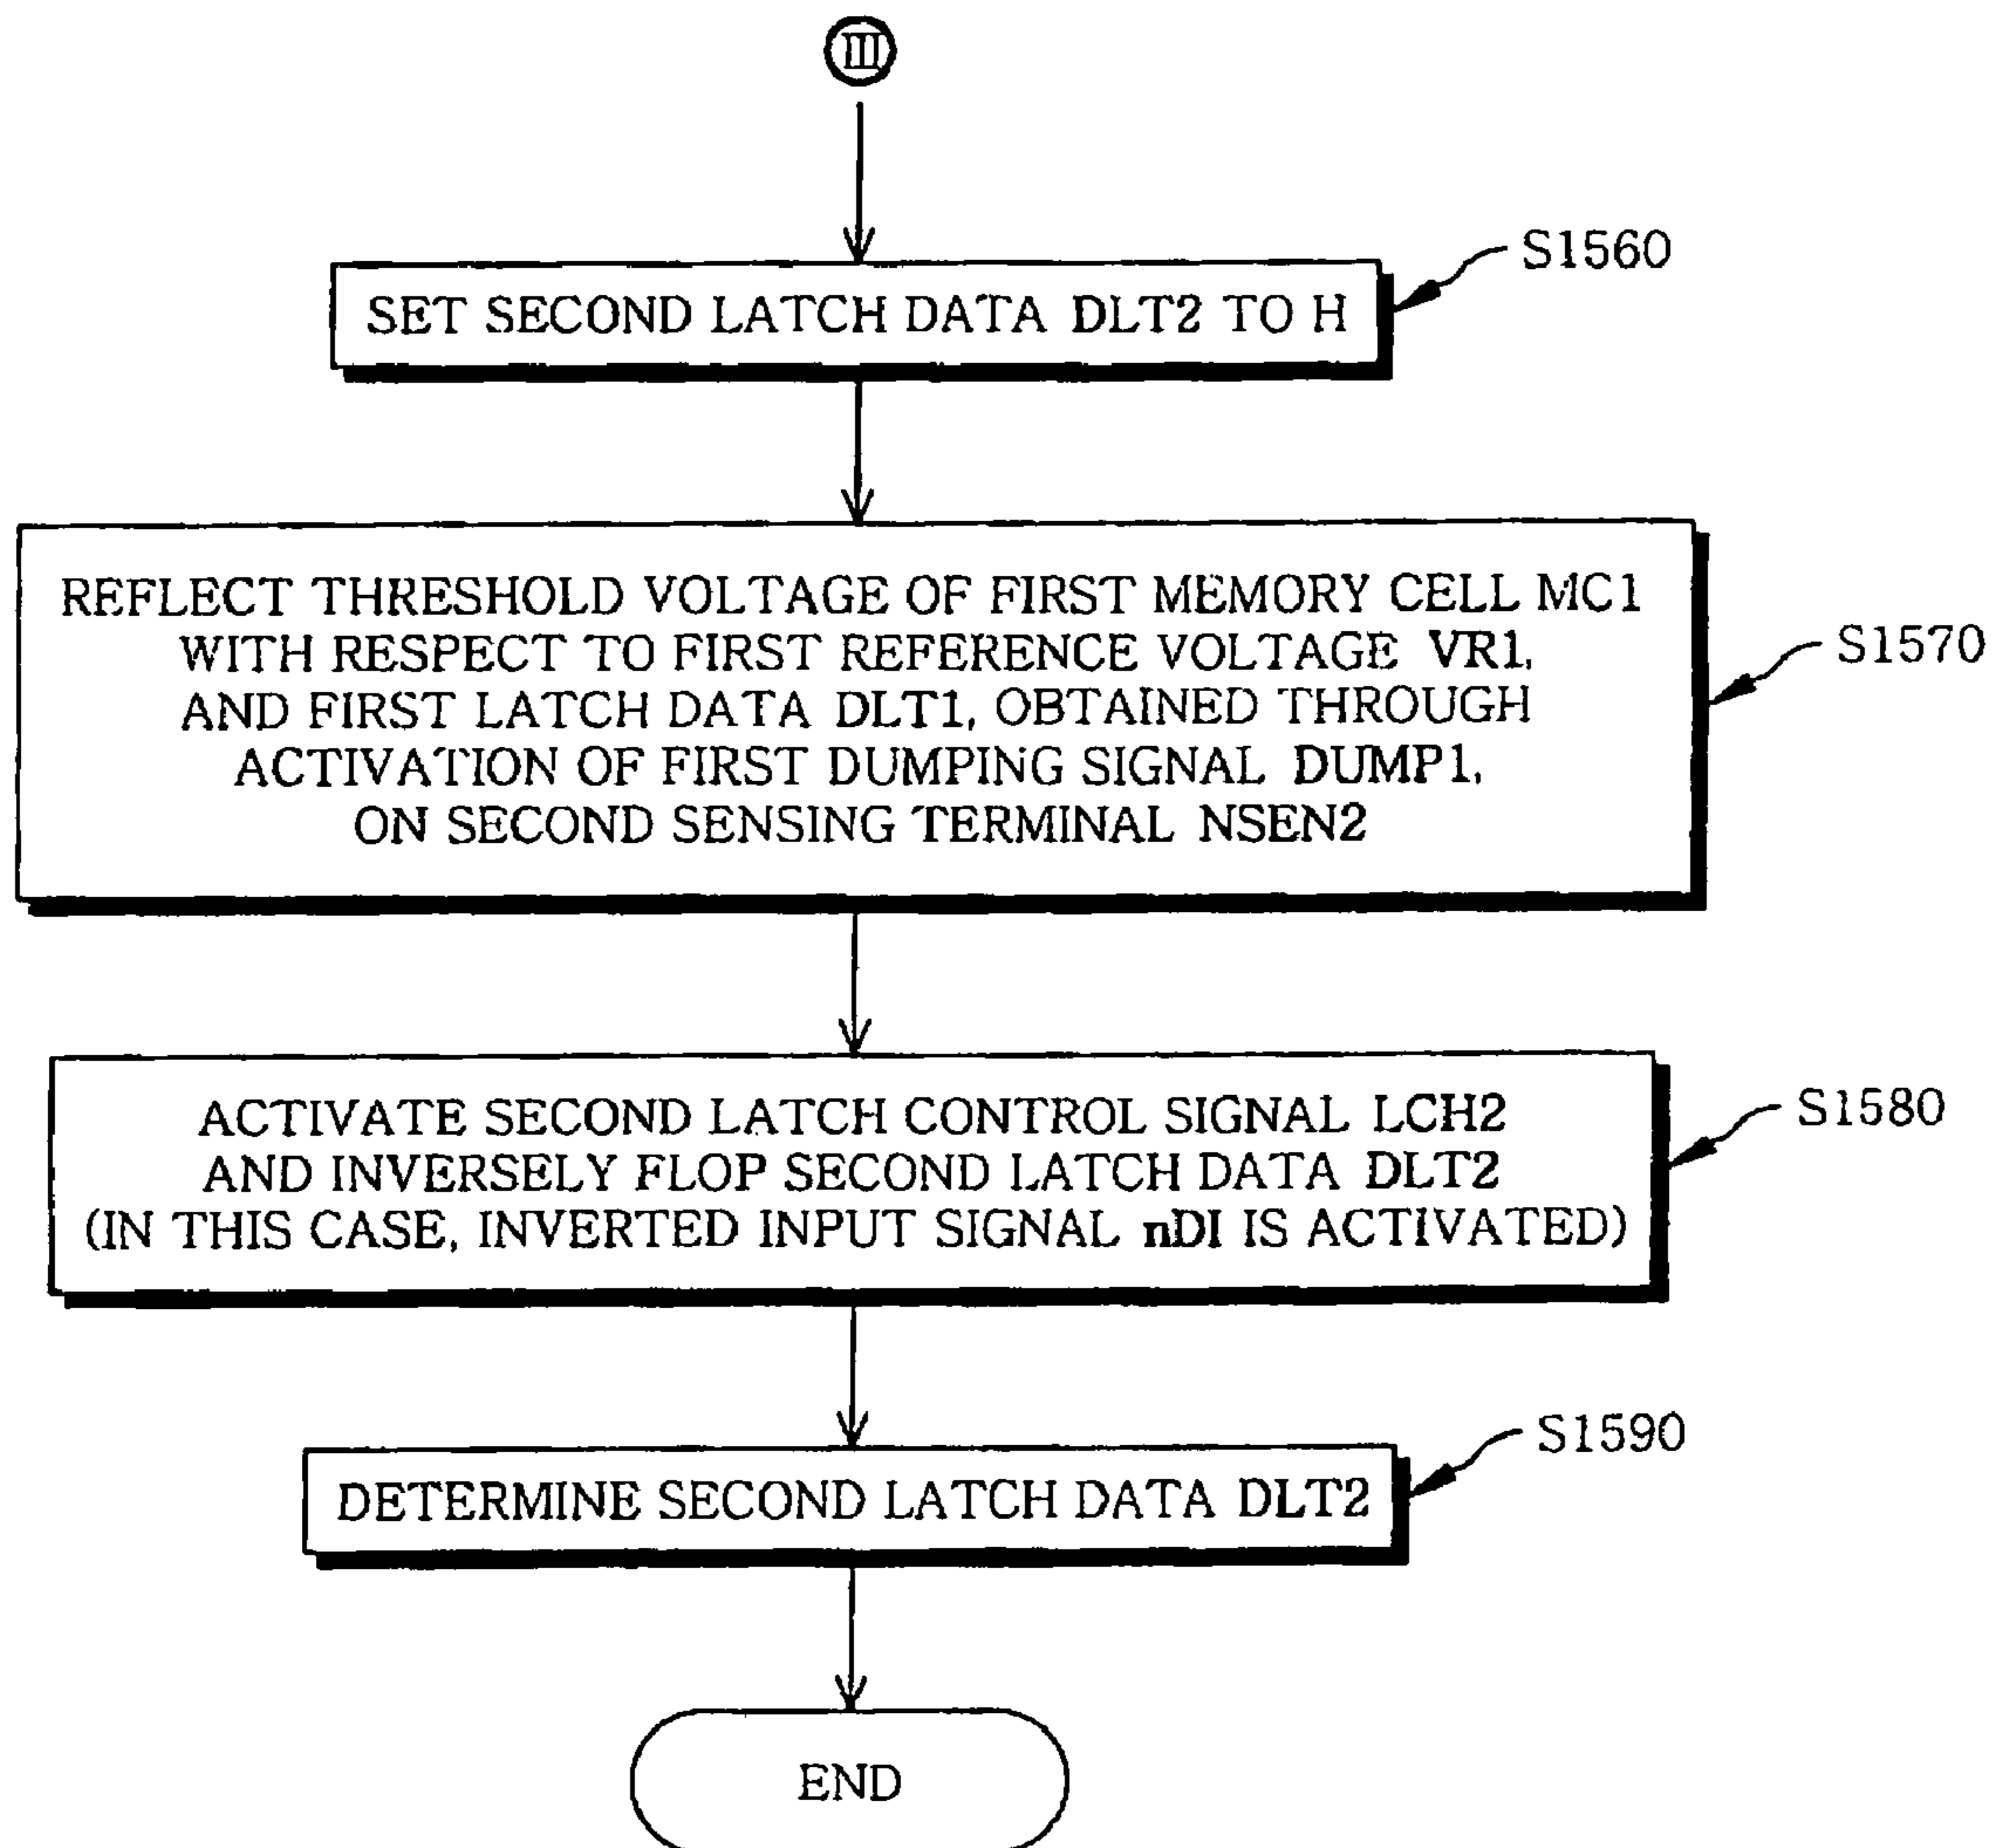 III
S1560
SET SECOND LATCH DATA DLT2 TO H
REFLECT THRESHOLD VOLTAGE OF FIRST MEMORY CELL MC1
WITH RESPECT TO FIRST REFERENCE VOLTAGE VR1,
AND FIRST LATCH DATA DLT1, OBTAINED THROUGH
ACTIVATION OF FIRST DUMPING SIGNAL DUMP1,
ON SECOND SENSING TERMINAL NSEN2
S1570
ACTIVATE SECOND LATCH CONTROL SIGNAL LCH2
AND INVERSELY FLOP SECOND LATCH DATA DLT2
(IN THIS CASE, INVERTED INPUT SIGNAL nDI IS ACTIVATED)
S1580
S1590
DETERMINE SECOND LATCH DATA DLT2
END